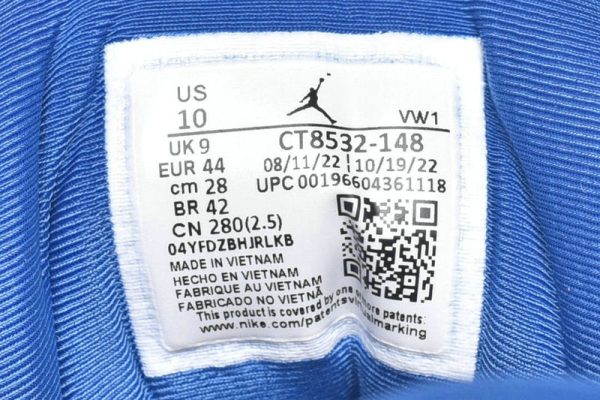 US
10
VW1
UK 9
CT8532-148
EUR 44
08/11/22 | 10/19/22
cm 28
UPC 00196604361118
BR 42
CN 280(2.5)
04YFDZBHJRLKB
MADE IN VIETNAM
HECHO EN VIETNAM
FABRIQUE AU VIETNAM
FABRICADO NO VIETNÃ
This product is covered by one or more patents:
www.nike.com/patentsvirtualmarking